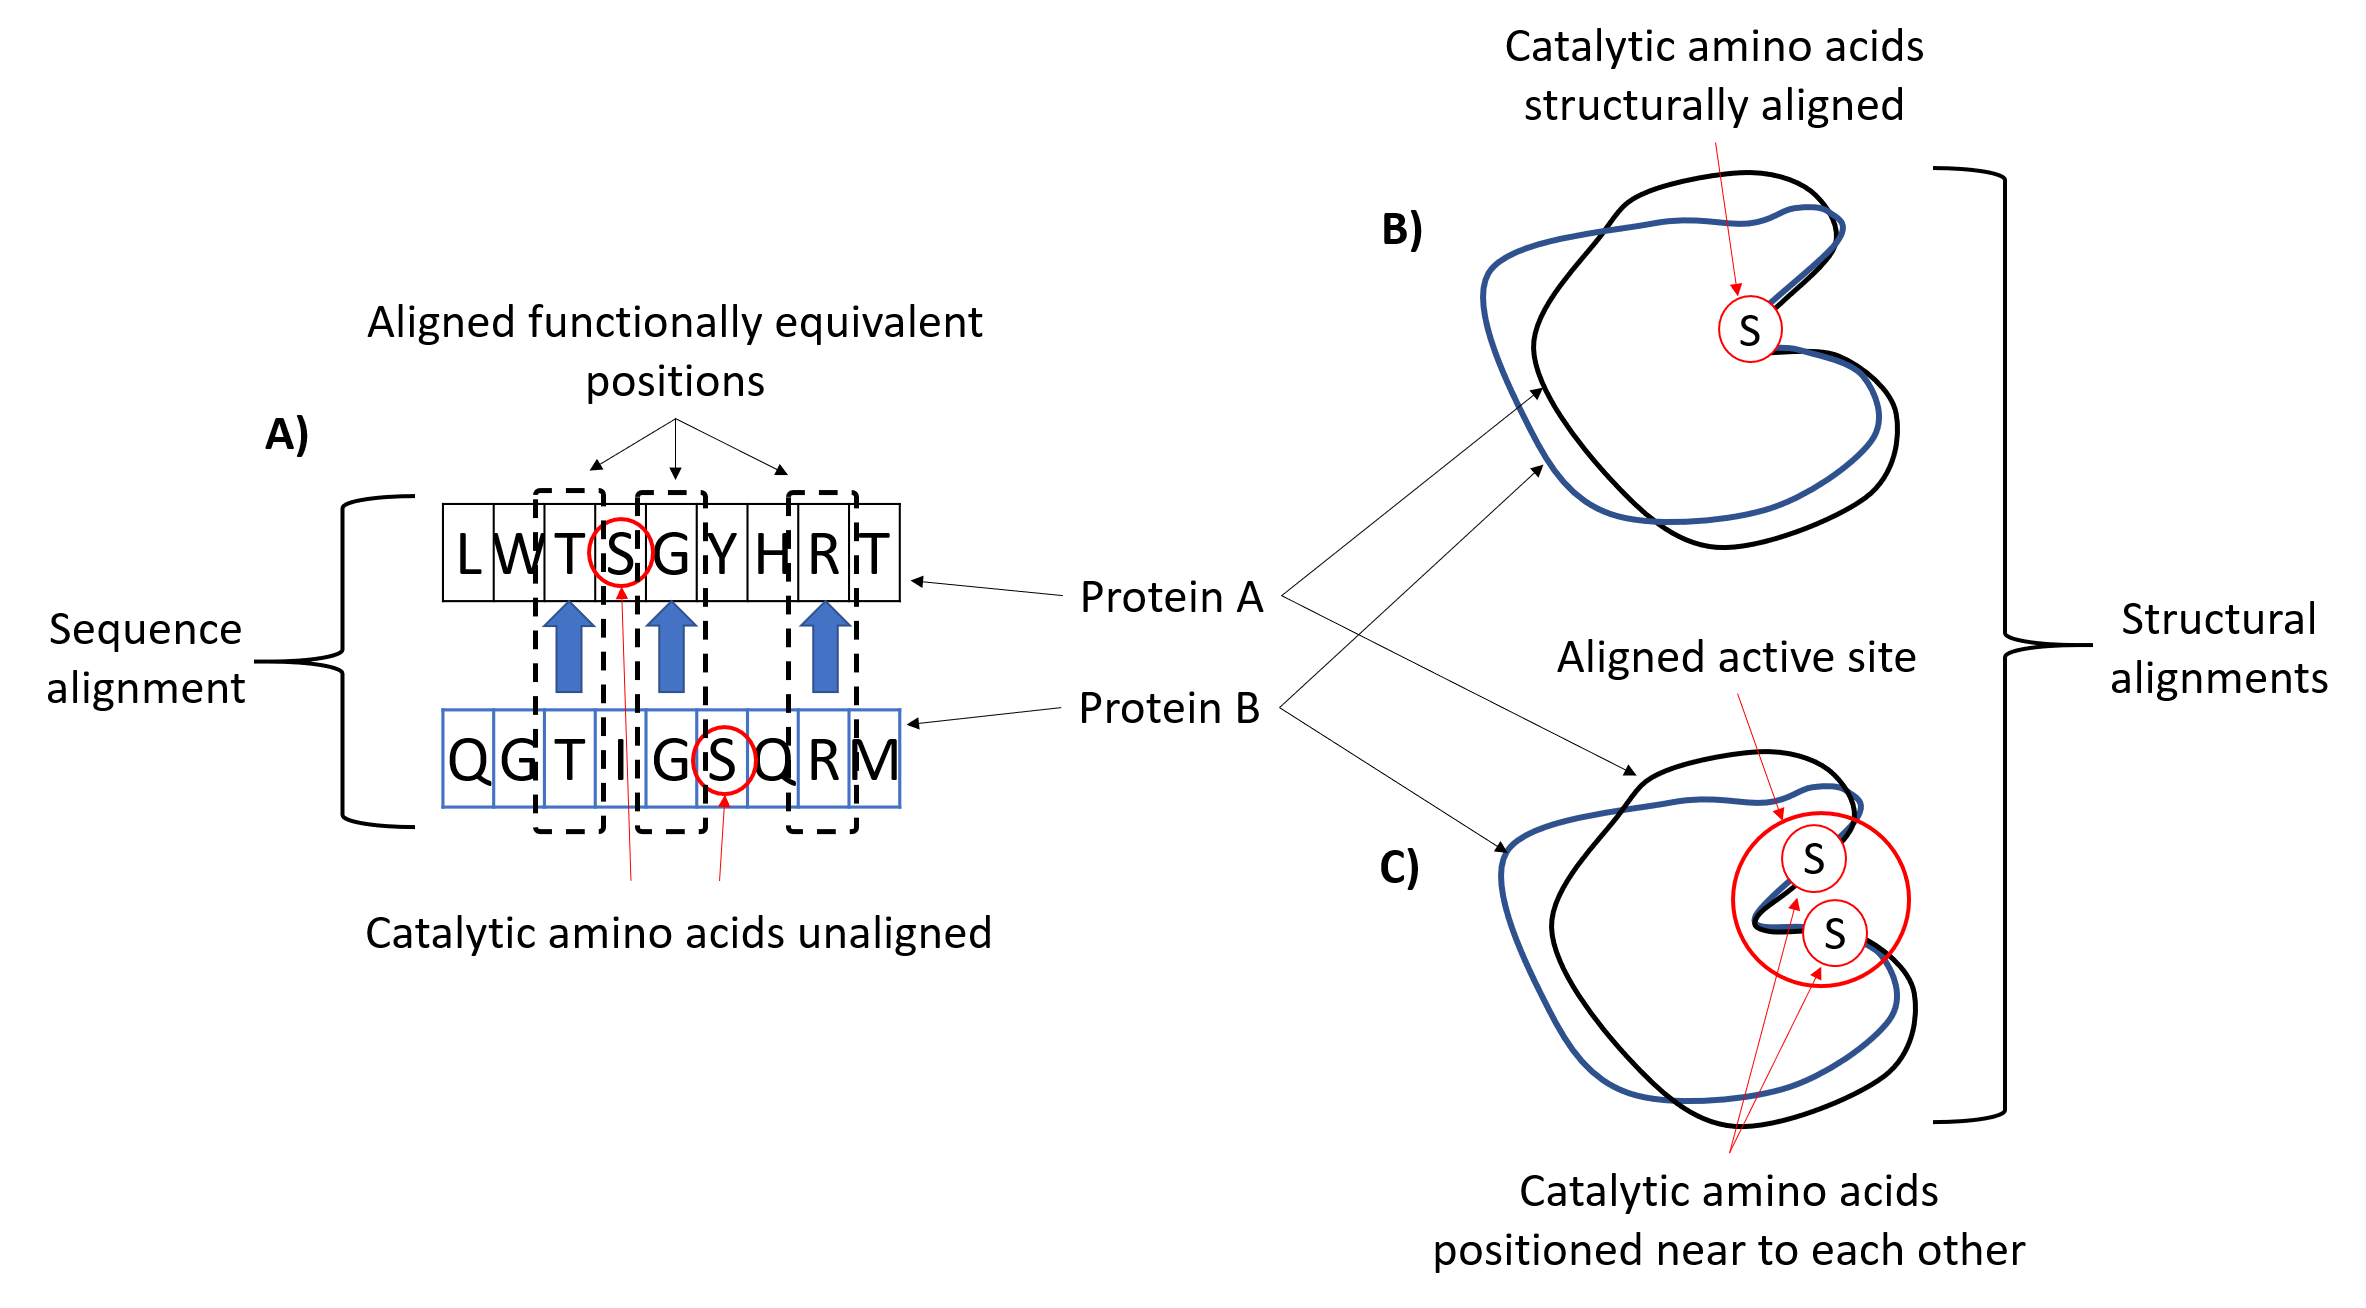 Catalytic amino acids
structurally aligned
B)
S
Aligned functionally equivalent
positions
A)
L W T S G Y H R T
Sequence
alignment
Q G T I G S Q R M
Catalytic amino acids unaligned
Protein A
Protein B
Structural
alignments
Aligned active site
C)
S
S
Catalytic amino acids
positioned near to each other